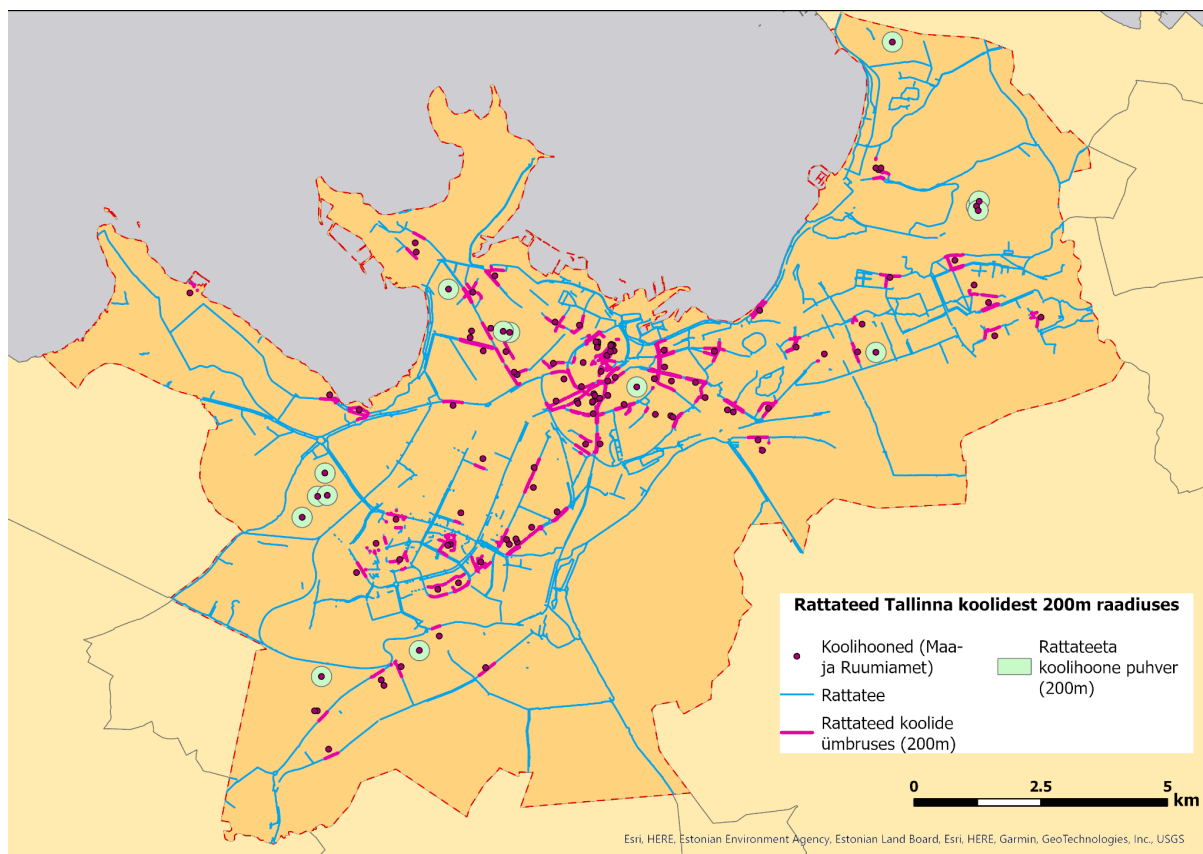 Rattateed Tallinna koolidest 200m raadiuses
Koolihooned (Maa-
ja Ruumiamet)
Rattatee
Rattateed koolide
ümbruses (200m)
Rattateeta
koolihoone puhver
(200m)
0 2.5 5
km
Esri, HERE, Estonian Environment Agency, Estonian Land Board, Esri, HERE, Garmin, GeoTechnologies, Inc., USGS